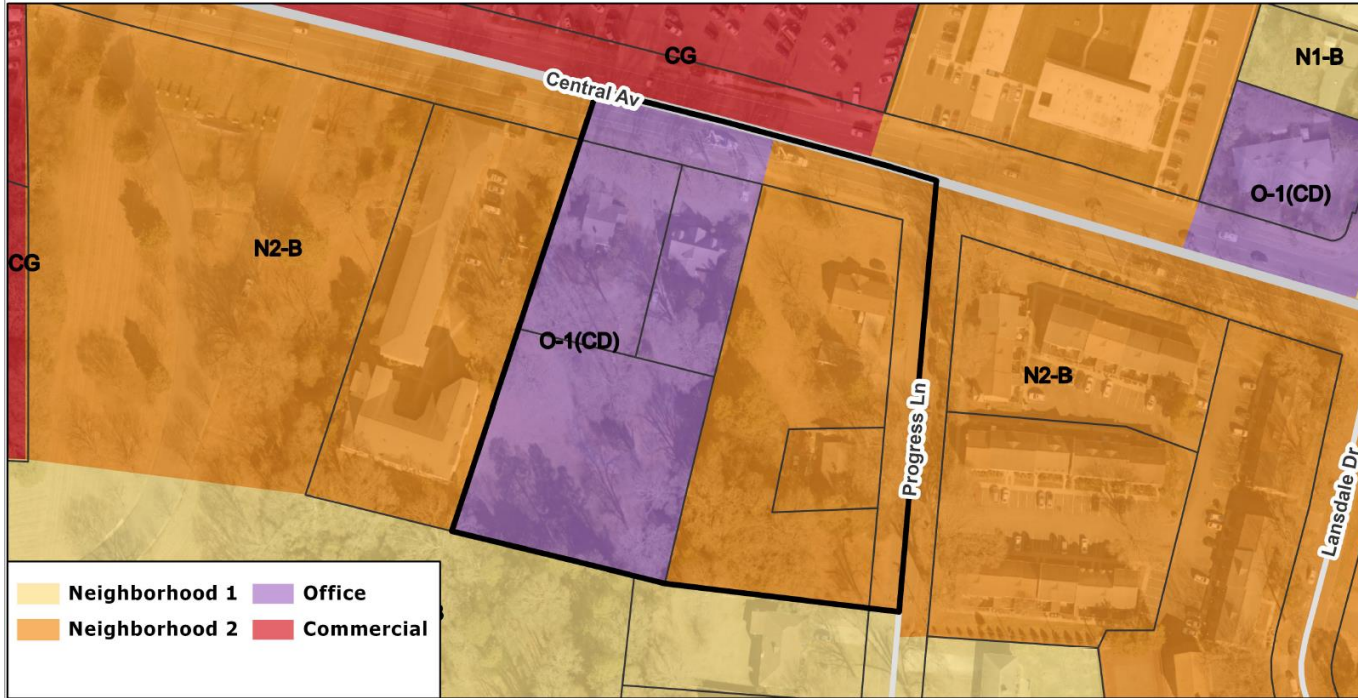 CG
Central Av
N1-B
O-1(CD)
N2-B
CG
O-1(CD)
N2-B
Progress Ln
Lansdale Dr
Neighborhood 1
Office
Neighborhood 2
Commercial